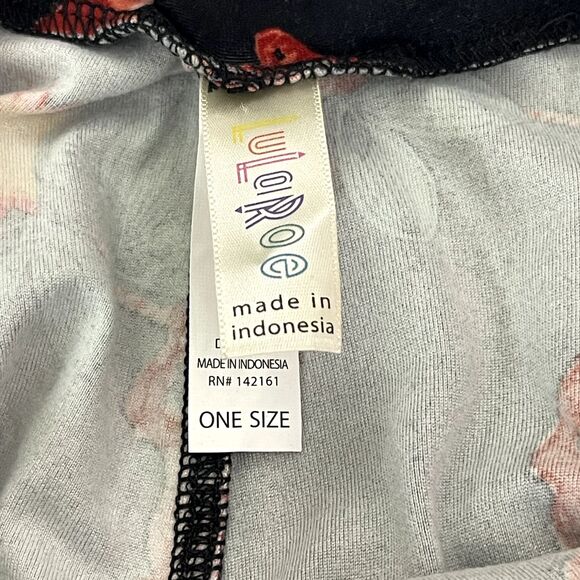 LuLaRoe
made in
indonesia
MADE IN INDONESIA
RN# 142161
ONE SIZE